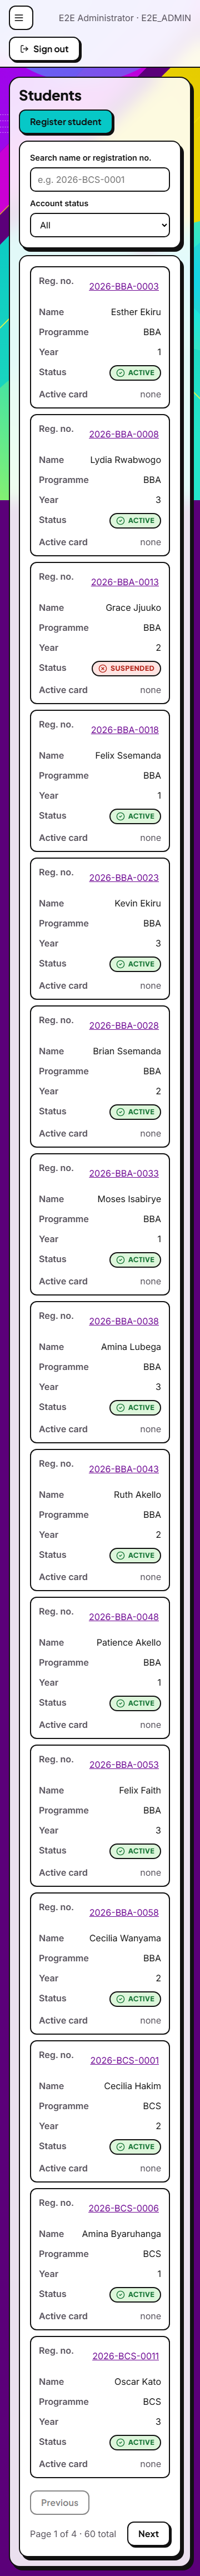 E2E Administrator · E2E_ADMIN
Sign out
Students
Register student
Search name or registration no.
e.g. 2026-BCS-0001
Account status
All
Reg. no. 2026-BBA-0003
Name Esther Ekiru
Programme BBA
Year 1
Status ACTIVE
Active card none
Reg. no. 2026-BBA-0008
Name Lydia Rwabwogo
Programme BBA
Year 3
Status ACTIVE
Active card none
Reg. no. 2026-BBA-0013
Name Grace Jjuuko
Programme BBA
Year 2
Status SUSPENDED
Active card none
Reg. no. 2026-BBA-0018
Name Felix Ssemanda
Programme BBA
Year 1
Status ACTIVE
Active card none
Reg. no. 2026-BBA-0023
Name Kevin Ekiru
Programme BBA
Year 3
Status ACTIVE
Active card none
Reg. no. 2026-BBA-0028
Name Brian Ssemanda
Programme BBA
Year 2
Status ACTIVE
Active card none
Reg. no. 2026-BBA-0033
Name Moses Isabirye
Programme BBA
Year 1
Status ACTIVE
Active card none
Reg. no. 2026-BBA-0038
Name Amina Lubega
Programme BBA
Year 3
Status ACTIVE
Active card none
Reg. no. 2026-BBA-0043
Name Ruth Akello
Programme BBA
Year 2
Status ACTIVE
Active card none
Reg. no. 2026-BBA-0048
Name Patience Akello
Programme BBA
Year 1
Status ACTIVE
Active card none
Reg. no. 2026-BBA-0053
Name Felix Faith
Programme BBA
Year 3
Status ACTIVE
Active card none
Reg. no. 2026-BBA-0058
Name Cecilia Wanyama
Programme BBA
Year 2
Status ACTIVE
Active card none
Reg. no. 2026-BCS-0001
Name Cecilia Hakim
Programme BCS
Year 2
Status ACTIVE
Active card none
Reg. no. 2026-BCS-0006
Name Amina Byaruhanga
Programme BCS
Year 1
Status ACTIVE
Active card none
Reg. no. 2026-BCS-0011
Name Oscar Kato
Programme BCS
Year 3
Status ACTIVE
Active card none
Previous
Page 1 of 4 · 60 total Next